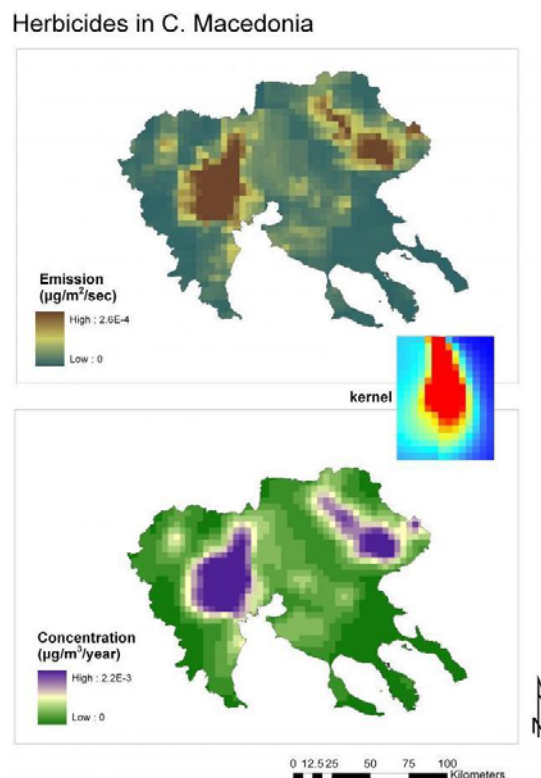 Herbicides in C. Macedonia
Emission
(µg/m²/sec)
High : 2.6E-4
Low : 0
kernel
Concentration
(µg/m³/year)
High : 2.2E-3
Low : 0
0 12.5 25 50 75 100
Kilometers